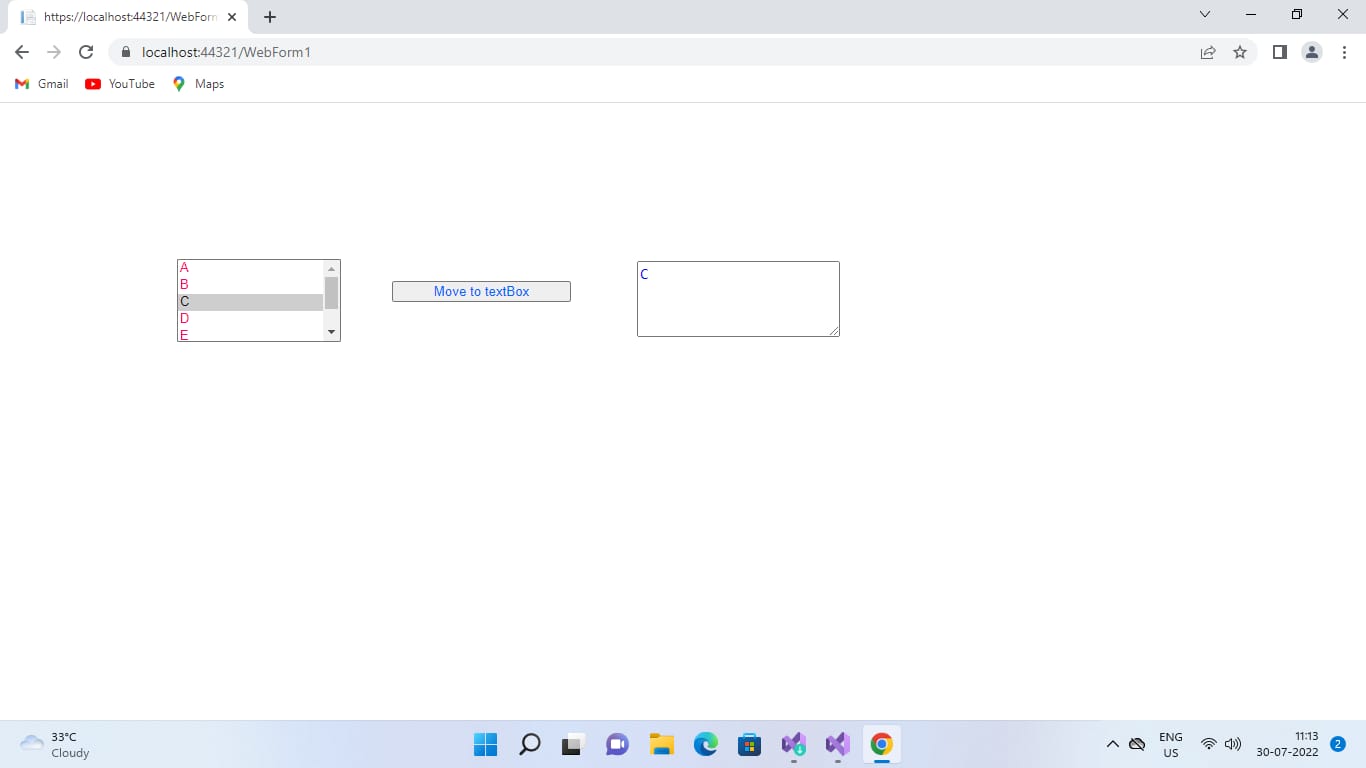 https://localhost:44321/WebForm
localhost:44321/WebForm1
Gmail YouTube Maps
A
B
C
D
E
Move to textBox
C
33°C
Cloudy
ENG
US
11:13
30-07-2022
2